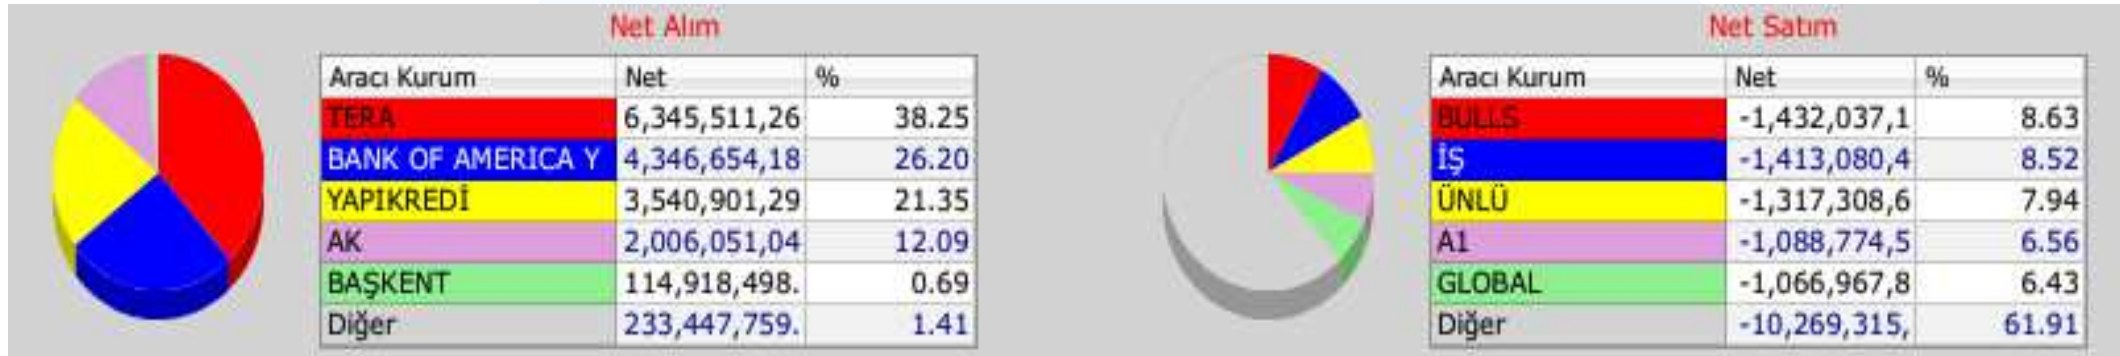 Net Alım
Aracı Kurum Net %
TERA 6,345,511,26 38.25
BANK OF AMERICA Y 4,346,654,18 26.20
YAPIKREDİ 3,540,901,29 21.35
AK 2,006,051,04 12.09
BAŞKENT 114,918,498. 0.69
Diğer 233,447,759. 1.41
Net Satım
Aracı Kurum Net %
BULLS -1,432,037,1 8.63
İŞ -1,413,080,4 8.52
ÜNLÜ -1,317,308,6 7.94
A1 -1,088,774,5 6.56
GLOBAL -1,066,967,8 6.43
Diğer -10,269,315, 61.91